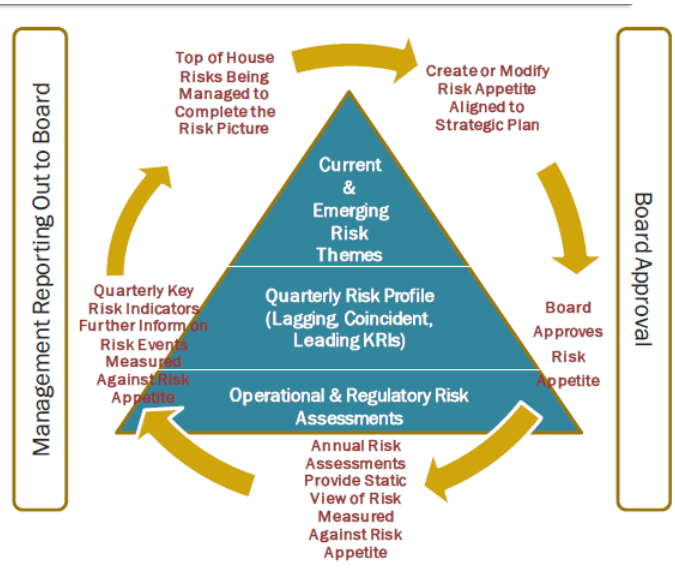 Management Reporting Out to Board
Top of House
Risks Being
Managed to
Complete the
Risk Picture
Create or Modify
Risk Appetite
Aligned to
Strategic Plan
Board Approval
Current
&
Emerging
Risk
Themes
Quarterly Risk Profile
(Lagging, Coincident,
Leading KRIs)
Operational & Regulatory Risk
Assessments
Board
Approves
Risk
Appetite
Annual Risk
Assessments
Provide Static
View of Risk
Measured
Against Risk
Appetite
Quarterly Key
Risk Indicators
Further Inform on
Risk Events
Measured
Against Risk
Appetite